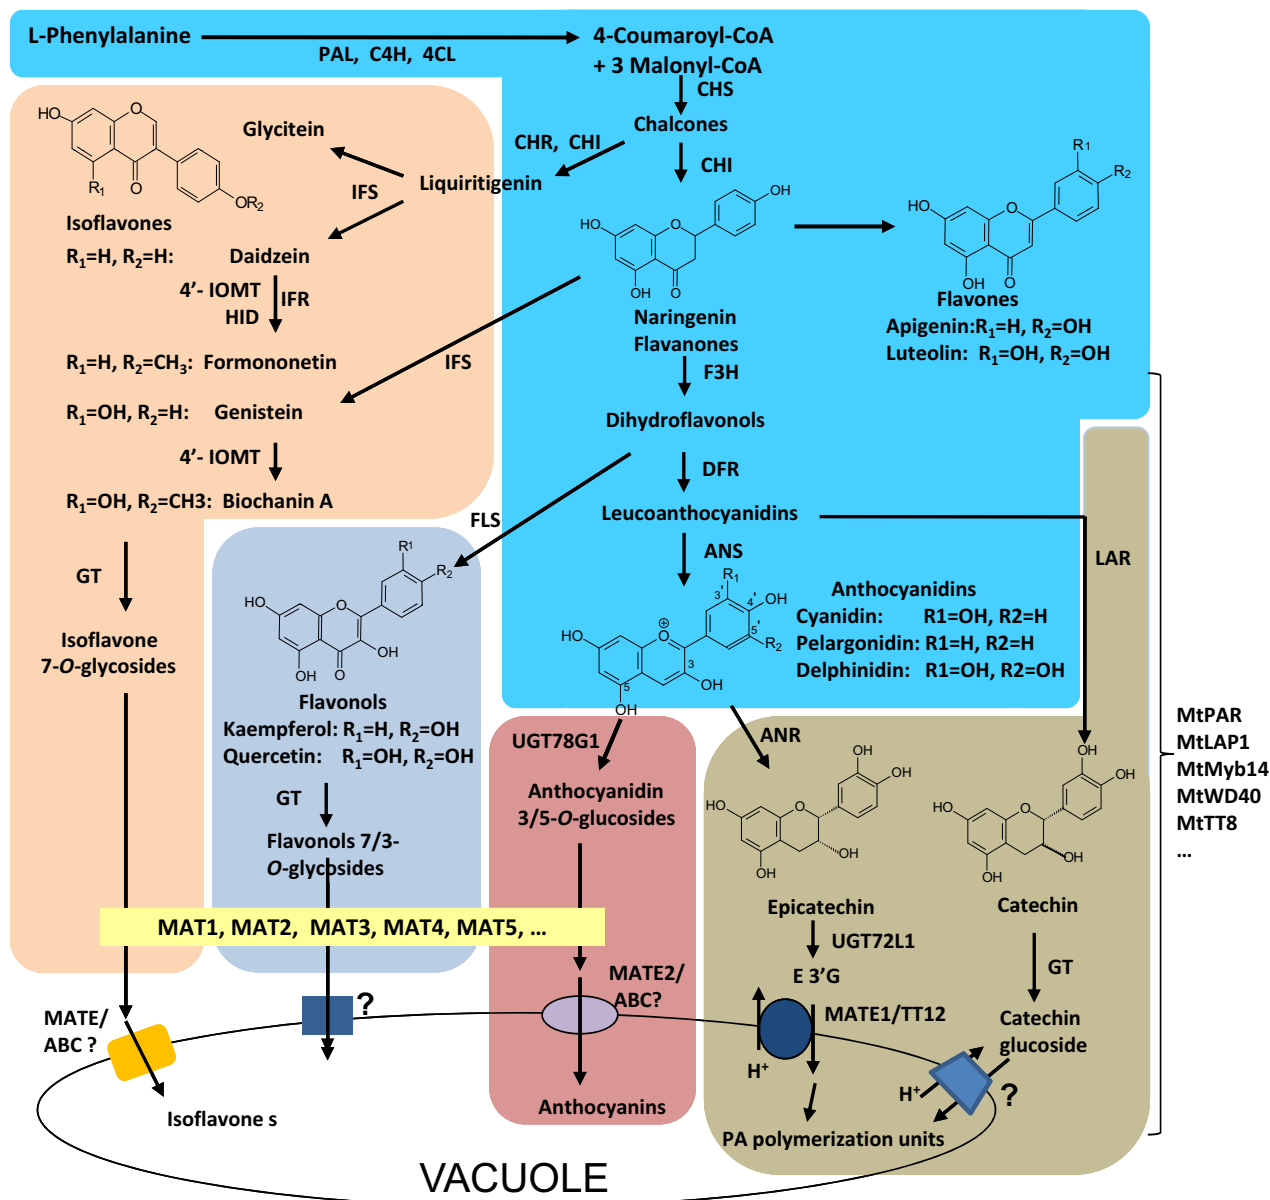 L-Phenylalanine
PAL, C4H, 4CL
4-Coumaroyl-CoA
+ 3 Malonyl-CoA
CHS
Chalcones
CHR, CHI
CHI
Glycitein
Liquiritigenin
IFS
HO
O
O
R1
OR2
Isoflavones
R1=H, R2=H: Daidzein
4’- IOMT
HID
IFR
R1=H, R2=CH3: Formononetin
R1=OH, R2=H: Genistein
4’- IOMT
R1=OH, R2=CH3: Biochanin A
GT
Isoflavone
7-O-glycosides
HO
O
OH
OH
O
Naringenin
Flavanones
IFS
F3H
R1
R2
HO
O
OH
O
Flavones
Apigenin:R1=H, R2=OH
Luteolin: R1=OH, R2=OH
Dihydroflavonols
DFR
FLS
Leucoanthocyanidins
ANS
LAR
R1
R2
HO
O
OH
OH
O
Flavonols
Kaempferol: R1=H, R2=OH
Quercetin: R1=OH, R2=OH
GT
Flavonols 7/3-
O-glycosides
R1
3'
4'
OH
5'
R2
HO
O
⊕
3
OH
5
OH
Anthocyanidins
Cyanidin: R1=OH, R2=H
Pelargonidin: R1=H, R2=H
Delphinidin: R1=OH, R2=OH
UGT78G1
Anthocyanidin
3/5-O-glucosides
ANR
OH
OH
HO
O
OH
OH
Epicatechin
UGT72L1
E 3’G
OH
OH
HO
O
OH
OH
Catechin
GT
Catechin
glucoside
MtPAR
MtLAP1
MtMyb14
MtWD40
MtTT8
...
MAT1, MAT2, MAT3, MAT4, MAT5, ...
MATE/
ABC ?
?
MATE2/
ABC?
MATE1/TT12
H+
H+
?
Isoflavone s
Anthocyanins
PA polymerization units
VACUOLE